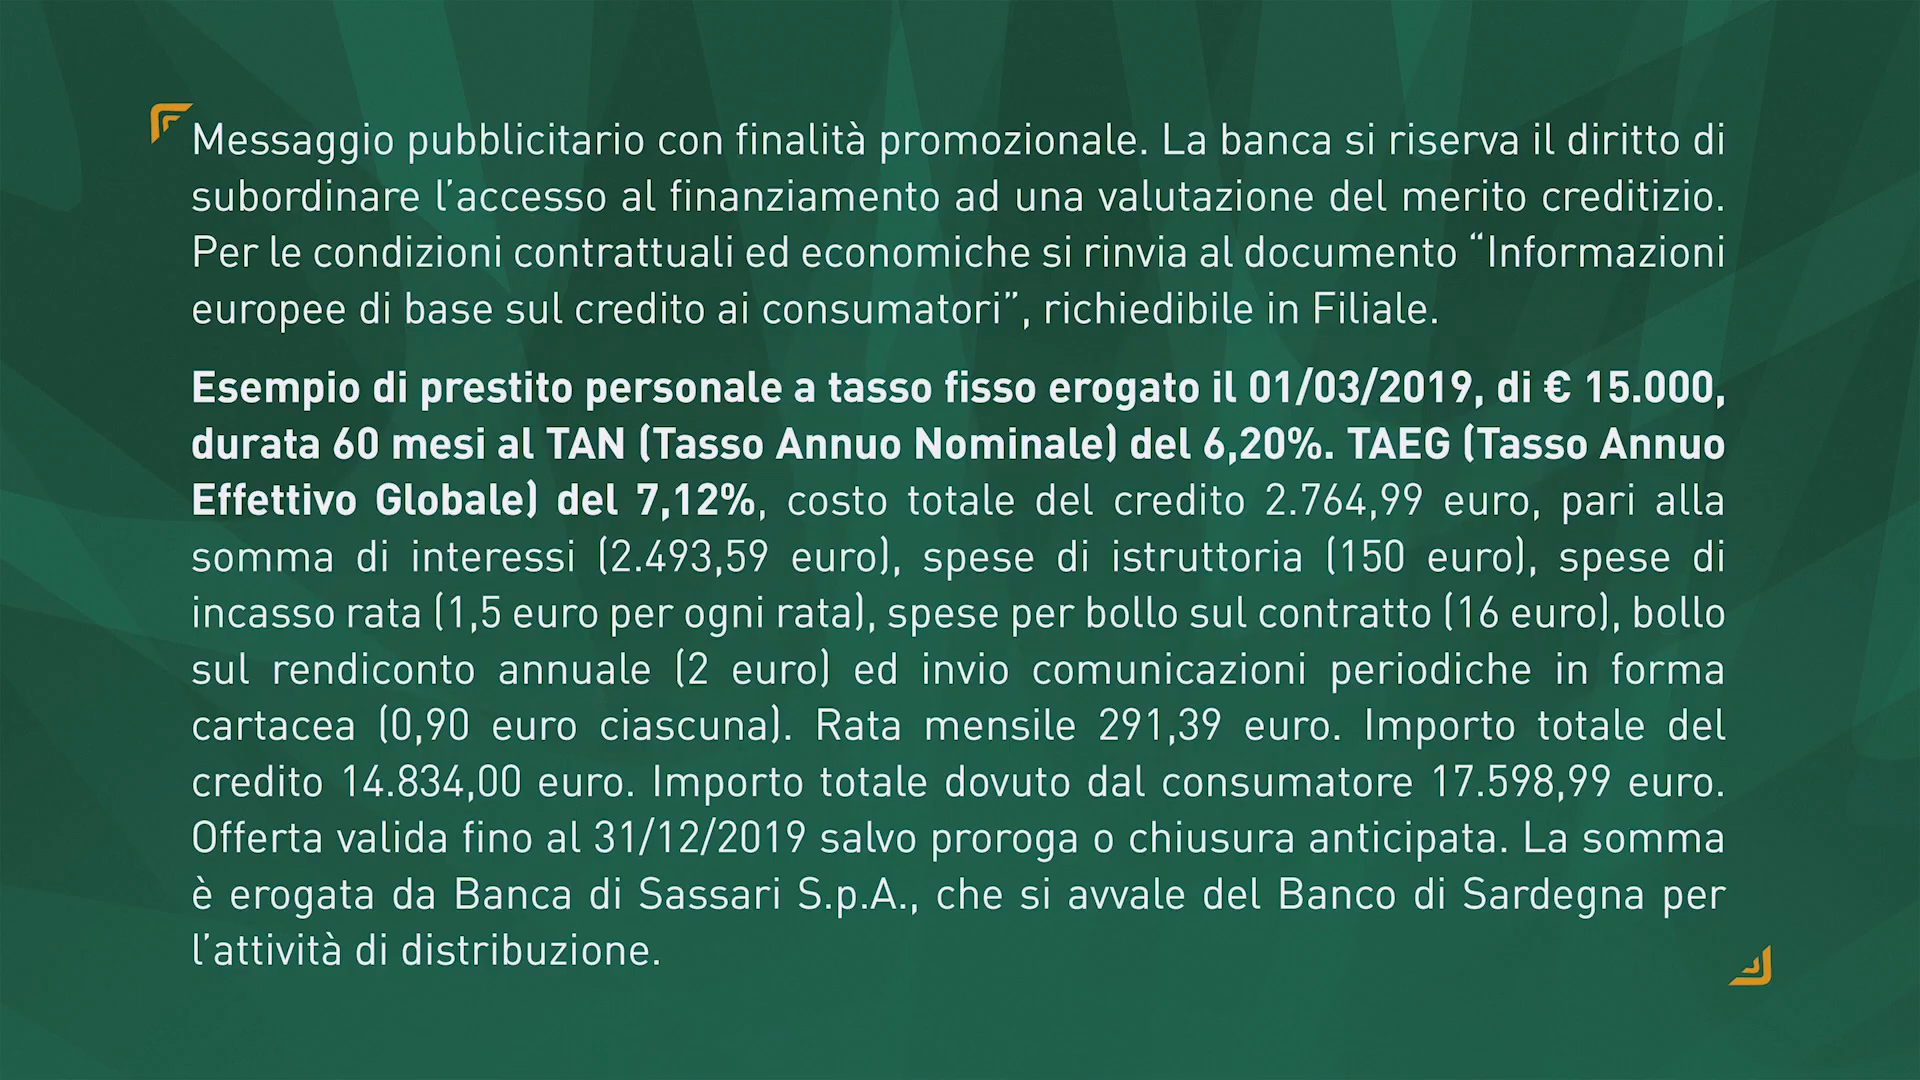 Messaggio pubblicitario con finalità promozionale. La banca si riserva il diritto di
subordinare l’accesso al finanziamento ad una valutazione del merito creditizio.
Per le condizioni contrattuali ed economiche si rinvia al documento “Informazioni
europee di base sul credito ai consumatori”, richiedibile in Filiale.
Esempio di prestito personale a tasso fisso erogato il 01/03/2019, di € 15.000,
durata 60 mesi al TAN (Tasso Annuo Nominale) del 6,20%. TAEG (Tasso Annuo
Effettivo Globale) del 7,12%, costo totale del credito 2.764,99 euro, pari alla
somma di interessi (2.493,59 euro), spese di istruttoria (150 euro), spese di
incasso rata (1,5 euro per ogni rata), spese per bollo sul contratto (16 euro), bollo
sul rendiconto annuale (2 euro) ed invio comunicazioni periodiche in forma
cartacea (0,90 euro ciascuna). Rata mensile 291,39 euro. Importo totale del
credito 14.834,00 euro. Importo totale dovuto dal consumatore 17.598,99 euro.
Offerta valida fino al 31/12/2019 salvo proroga o chiusura anticipata. La somma
è erogata da Banca di Sassari S.p.A., che si avvale del Banco di Sardegna per
l’attività di distribuzione.